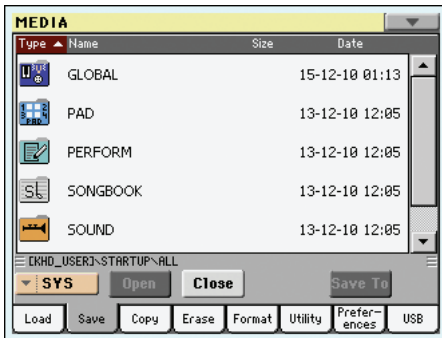 MEDIA
Type Name Size Date
GLOBAL 15-12-10 01:13
PAD 13-12-10 12:05
PERFORM 13-12-10 12:05
SONGBOOK 13-12-10 12:05
SOUND 13-12-10 12:05
[KHD_USER]\STARTUP\ALL
SYS Open Close Save To
Load Save Copy Erase Format Utility Prefer-ences USB